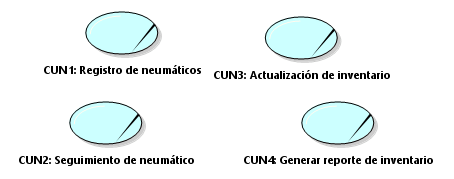 CUN1: Registro de neumáticos
CUN3: Actualización de inventario
CUN2: Seguimiento de neumático
CUN4: Generar reporte de inventario